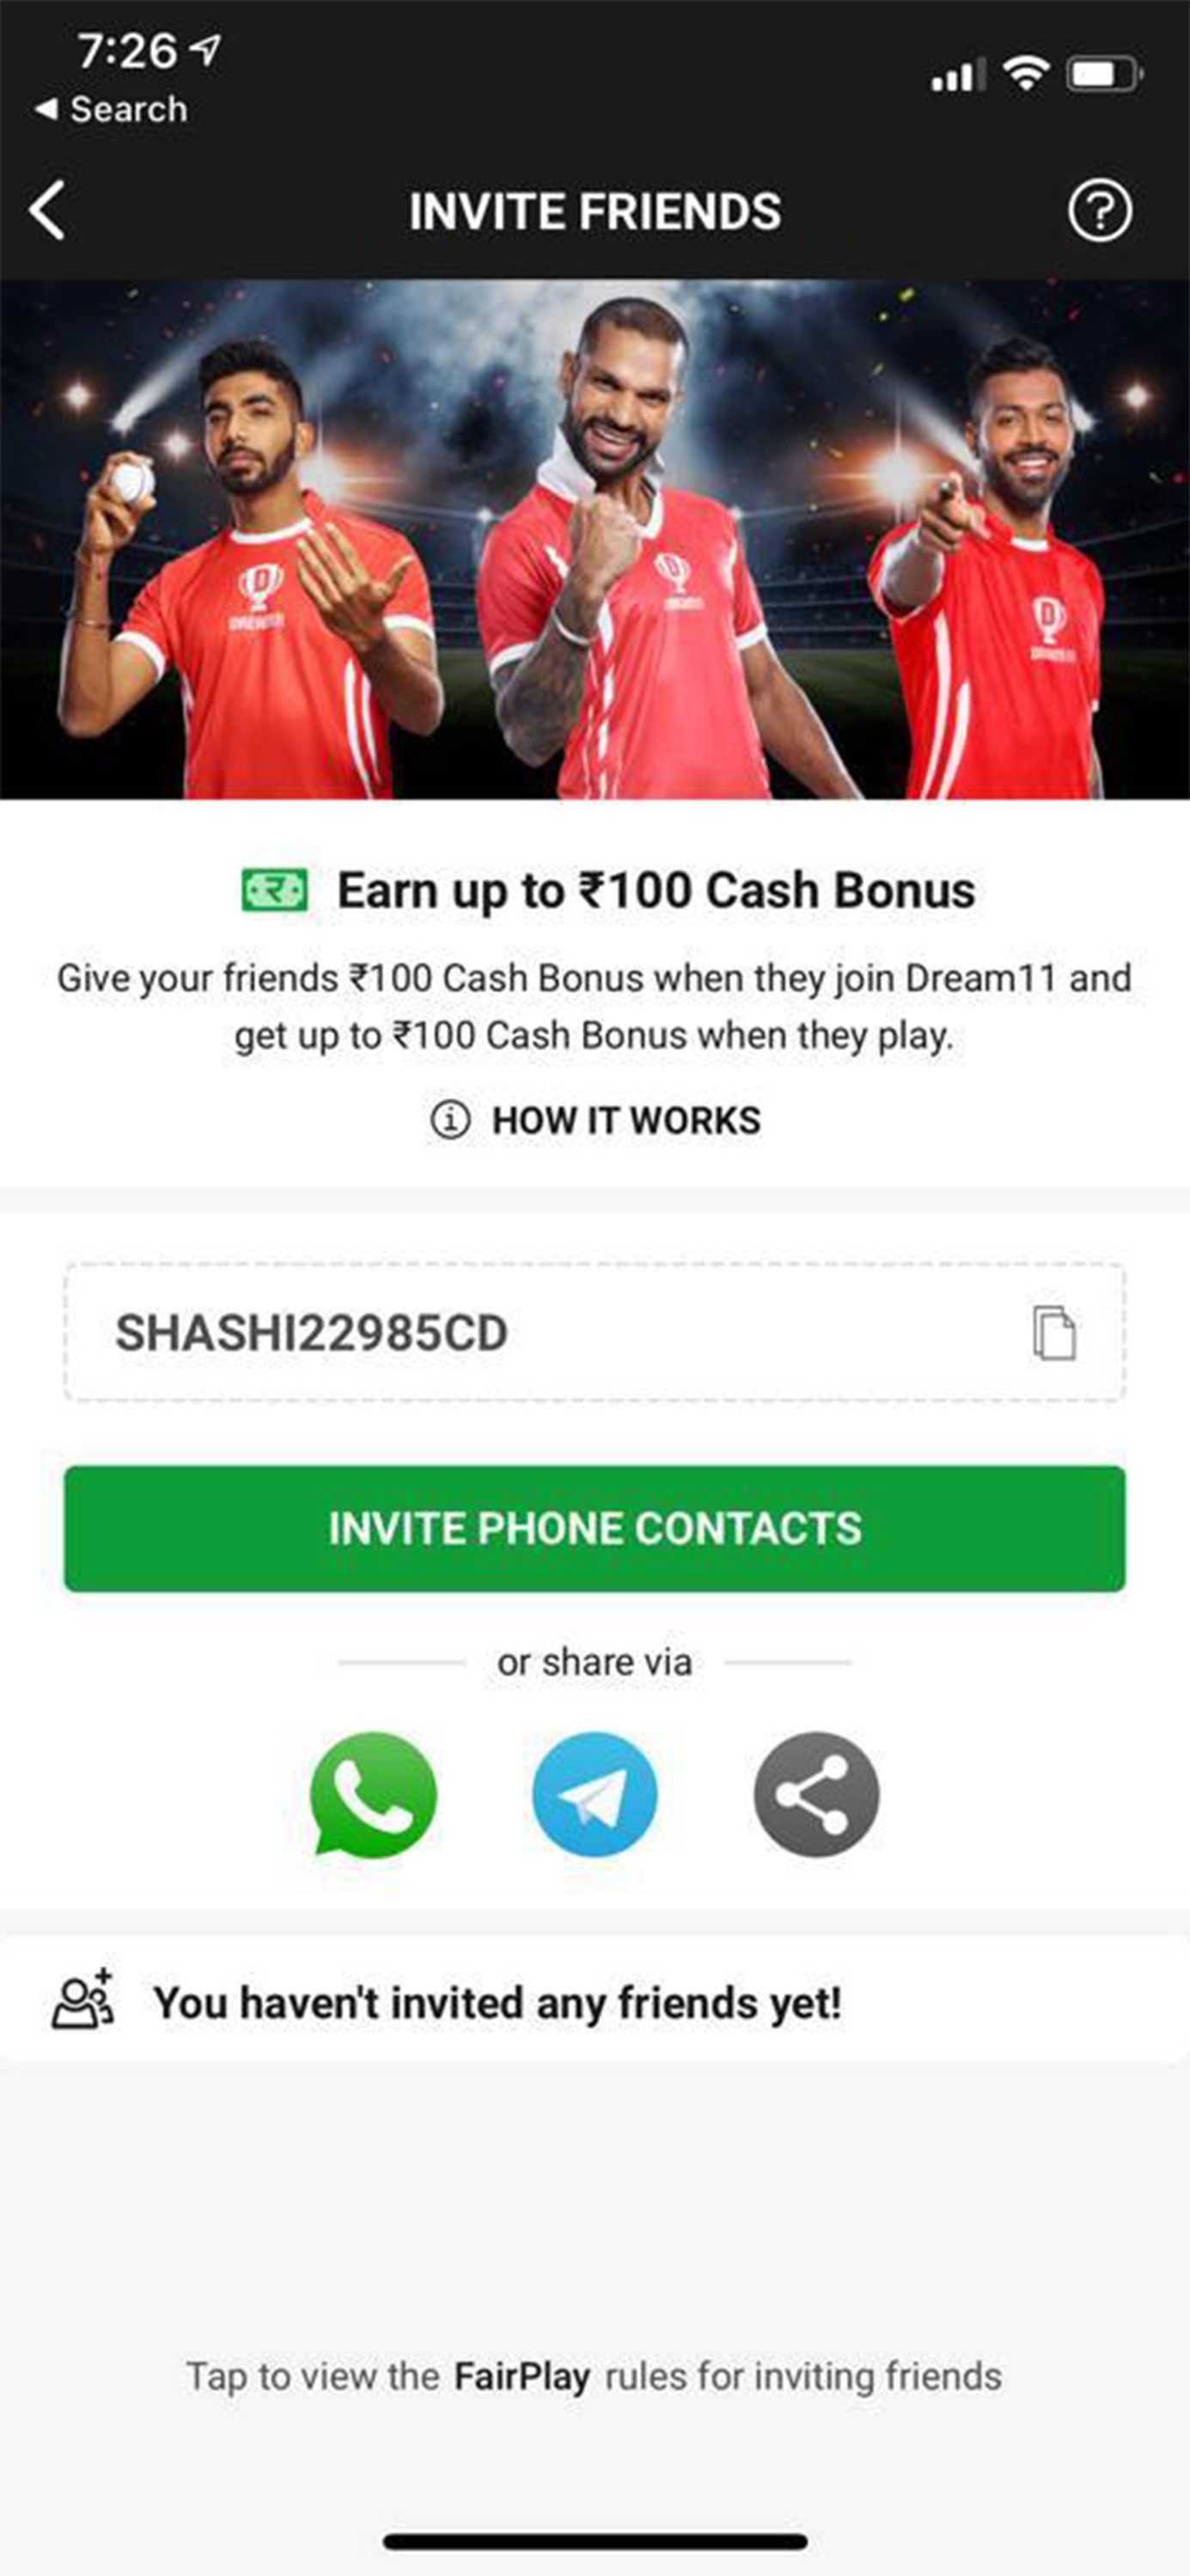 7:26
◀ Search
INVITE FRIENDS
DREAM11
DREAM11
DREAM11
Earn up to ₹100 Cash Bonus
Give your friends ₹100 Cash Bonus when they join Dream11 and
get up to ₹100 Cash Bonus when they play.
HOW IT WORKS
SHASHI22985CD
INVITE PHONE CONTACTS
or share via
You haven't invited any friends yet!
Tap to view the FairPlay rules for inviting friends